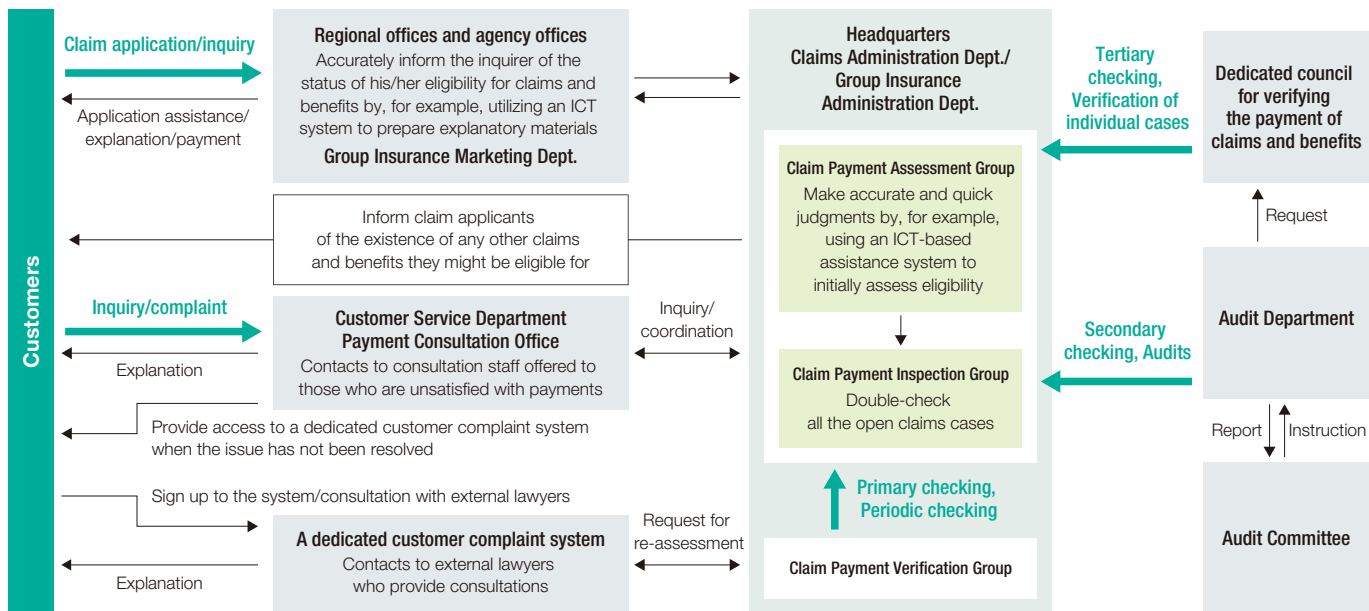 Customers
Claim application/inquiry
Application assistance/
explanation/payment
Regional offices and agency offices
Accurately inform the inquirer of the
status of his/her eligibility for claims and
benefits by, for example, utilizing an ICT
system to prepare explanatory materials
Group Insurance Marketing Dept.
Inform claim applicants
of the existence of any other claims
and benefits they might be eligible for
Inquiry/complaint
Explanation
Customer Service Department
Payment Consultation Office
Contacts to consultation staff offered to
those who are unsatisfied with payments
Inquiry/
coordination
Provide access to a dedicated customer complaint system
when the issue has not been resolved
Sign up to the system/consultation with external lawyers
Explanation
A dedicated customer complaint system
Contacts to external lawyers
who provide consultations
Request for
re-assessment
Headquarters
Claims Administration Dept./
Group Insurance
Administration Dept.
Claim Payment Assessment Group
Make accurate and quick
judgments by, for example,
using an ICT-based
assistance system to
initially assess eligibility
Claim Payment Inspection Group
Double-check
all the open claims cases
Primary checking,
Periodic checking
Claim Payment Verification Group
Tertiary
checking,
Verification of
individual cases
Dedicated council
for verifying
the payment of
claims and benefits
Request
Secondary
checking, Audits
Audit Department
Report
Instruction
Audit Committee